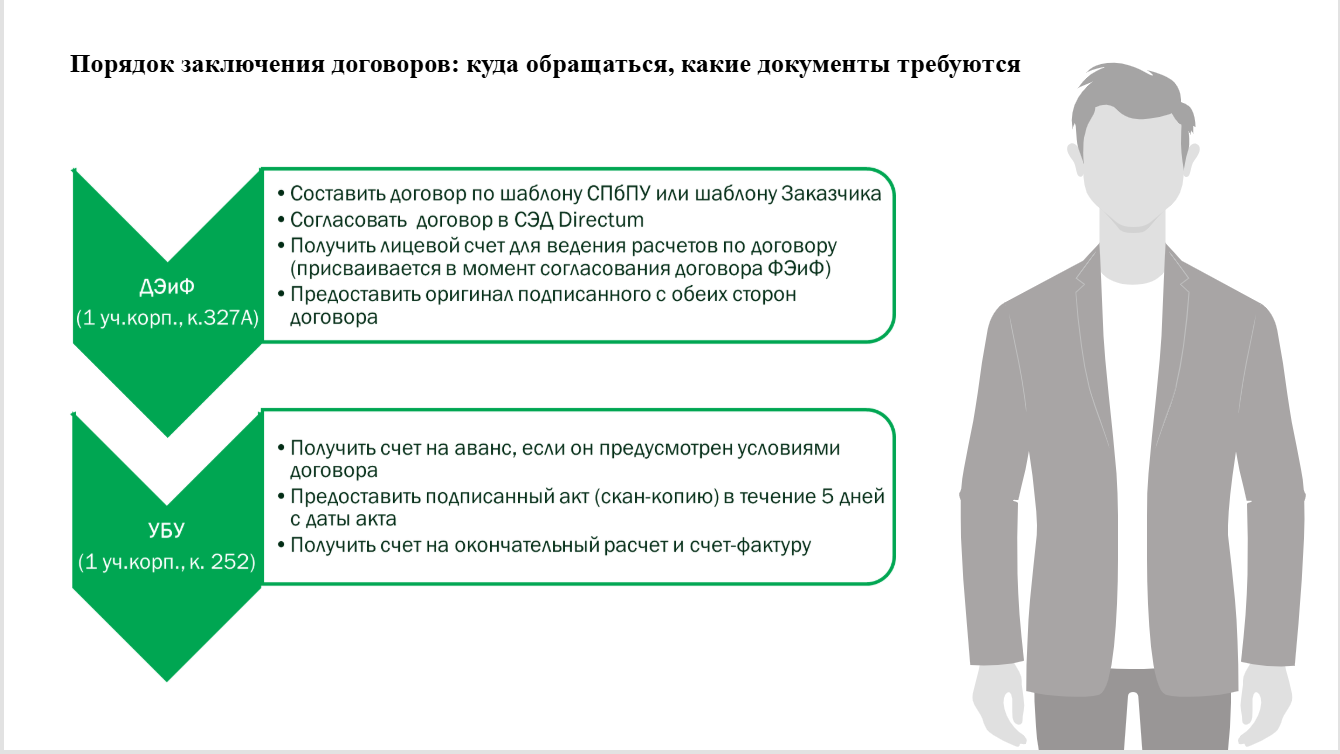 Порядок заключения договоров: куда обращаться, какие документы требуются
ДЭиФ
(1 уч.корп., к.327А)
• Составить договор по шаблону СПбПУ или шаблону Заказчика
• Согласовать договор в СЭД Directum
• Получить лицевой счет для ведения расчетов по договору
(присваивается в момент согласования договора ФЭиФ)
• Предоставить оригинал подписанного с обеих сторон
договора
УБУ
(1 уч.корп., к. 252)
• Получить счет на аванс, если он предусмотрен условиями
договора
• Предоставить подписанный акт (скан-копию) в течение 5 дней
с даты акта
• Получить счет на окончательный расчет и счет-фактуру